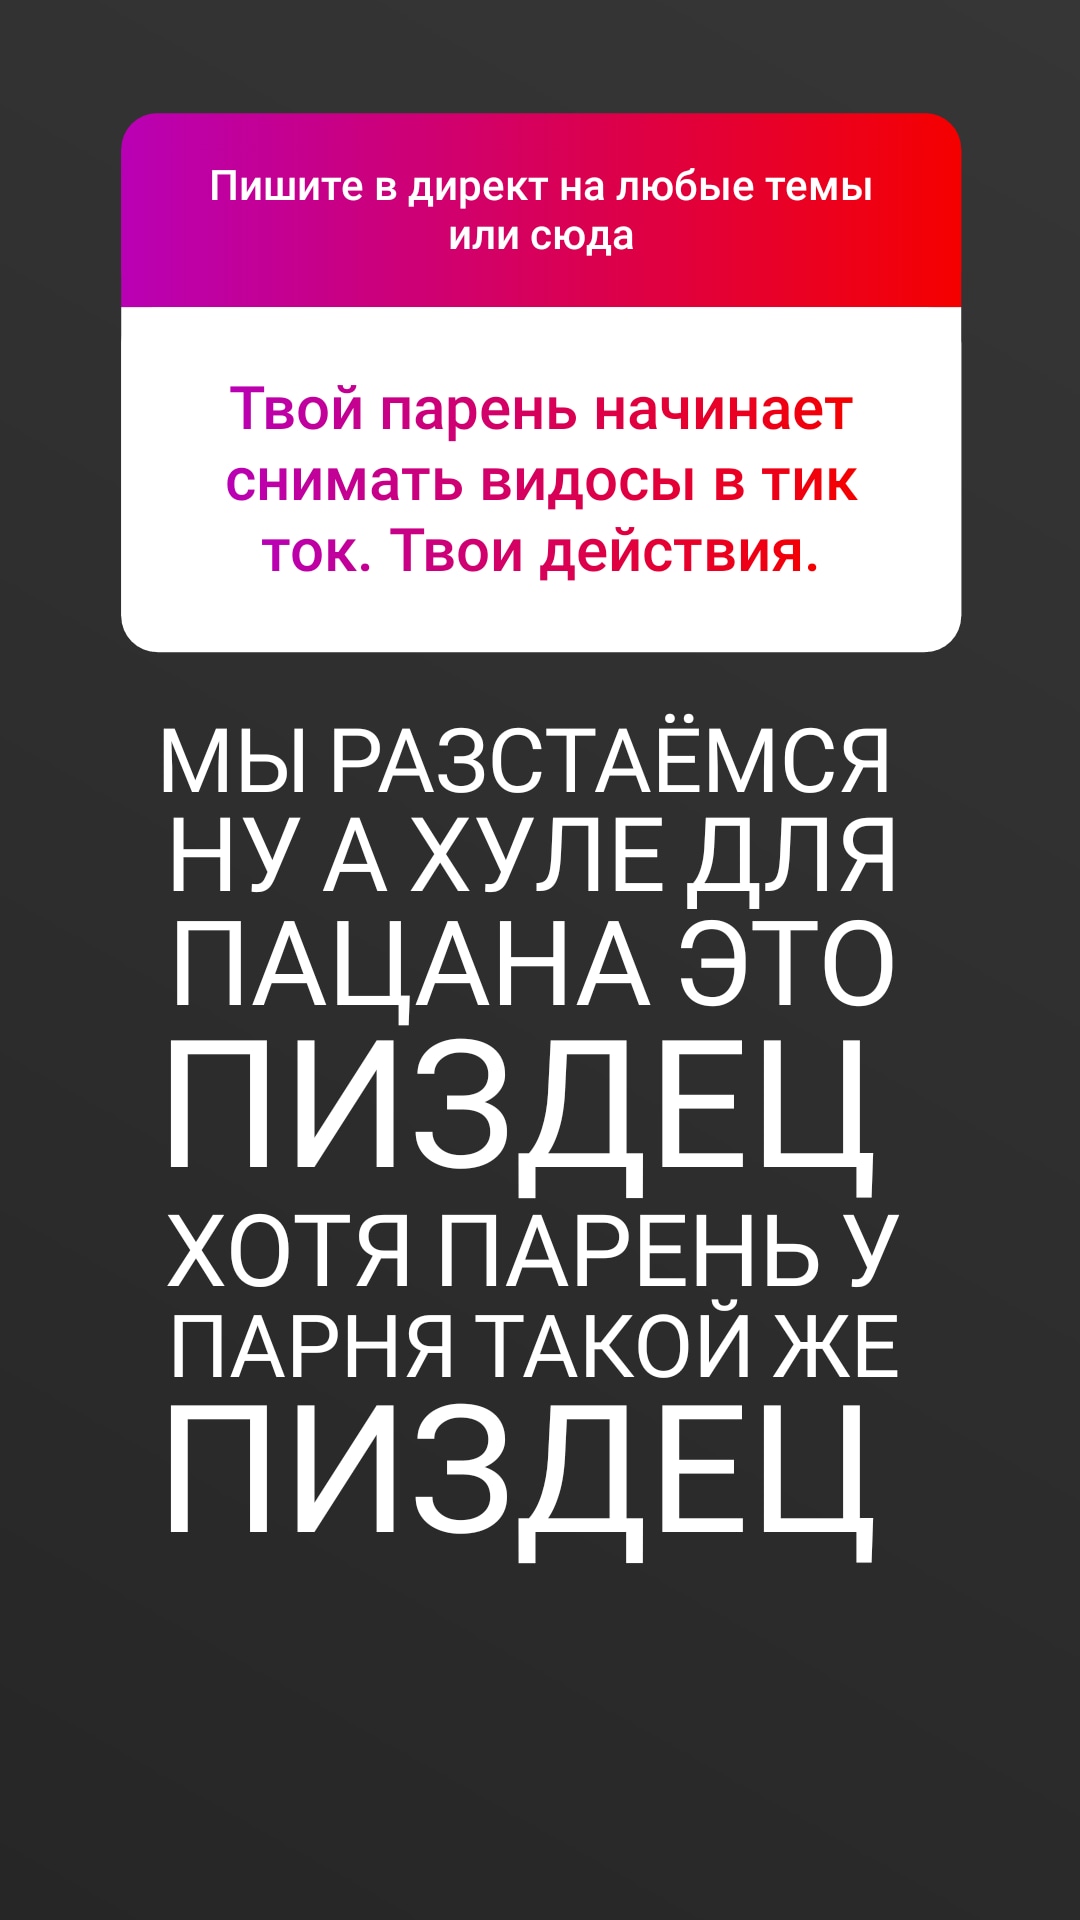 Пишите в директ на любые темы
или сюда
Твой парень начинает
снимать видосы в тик
ток. Твои действия.
МЫ РАЗСТАЁМСЯ
НУ А ХУЛЕ ДЛЯ
ПАЦАНА ЭТО
ПИЗДЕЦ
ХОТЯ ПАРЕНЬ У
ПАРНЯ ТАКОЙ ЖЕ
ПИЗДЕЦ